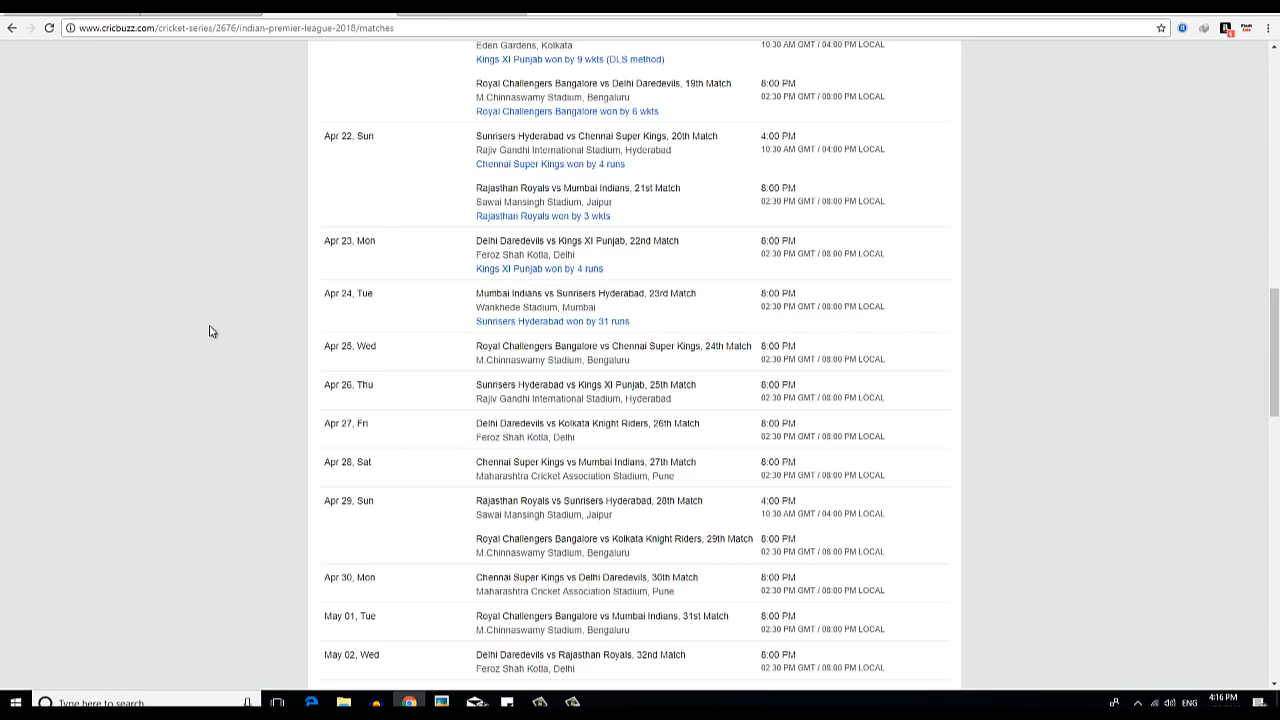 www.cricbuzz.com/cricket-series/2676/indian-premier-league-2018/matches
Eden Gardens, Kolkata 10:30 AM GMT / 04:00 PM LOCAL
Kings XI Punjab won by 9 wkts (DLS method)
Royal Challengers Bangalore vs Delhi Daredevils, 19th Match 8:00 PM
M.Chinnaswamy Stadium, Bengaluru 02:30 PM GMT / 08:00 PM LOCAL
Royal Challengers Bangalore won by 6 wkts
Apr 22, Sun Sunrisers Hyderabad vs Chennai Super Kings, 20th Match 4:00 PM
Rajiv Gandhi International Stadium, Hyderabad 10:30 AM GMT / 04:00 PM LOCAL
Chennai Super Kings won by 4 runs
Rajasthan Royals vs Mumbai Indians, 21st Match 8:00 PM
Sawai Mansingh Stadium, Jaipur 02:30 PM GMT / 08:00 PM LOCAL
Rajasthan Royals won by 3 wkts
Apr 23, Mon Delhi Daredevils vs Kings XI Punjab, 22nd Match 8:00 PM
Feroz Shah Kotla, Delhi 02:30 PM GMT / 08:00 PM LOCAL
Kings XI Punjab won by 4 runs
Apr 24, Tue Mumbai Indians vs Sunrisers Hyderabad, 23rd Match 8:00 PM
Wankhede Stadium, Mumbai 02:30 PM GMT / 08:00 PM LOCAL
Sunrisers Hyderabad won by 31 runs
Apr 25, Wed Royal Challengers Bangalore vs Chennai Super Kings, 24th Match 8:00 PM
M.Chinnaswamy Stadium, Bengaluru 02:30 PM GMT / 08:00 PM LOCAL
Apr 26, Thu Sunrisers Hyderabad vs Kings XI Punjab, 25th Match 8:00 PM
Rajiv Gandhi International Stadium, Hyderabad 02:30 PM GMT / 08:00 PM LOCAL
Apr 27, Fri Delhi Daredevils vs Kolkata Knight Riders, 26th Match 8:00 PM
Feroz Shah Kotla, Delhi 02:30 PM GMT / 08:00 PM LOCAL
Apr 28, Sat Chennai Super Kings vs Mumbai Indians, 27th Match 8:00 PM
Maharashtra Cricket Association Stadium, Pune 02:30 PM GMT / 08:00 PM LOCAL
Apr 29, Sun Rajasthan Royals vs Sunrisers Hyderabad, 28th Match 4:00 PM
Sawai Mansingh Stadium, Jaipur 10:30 AM GMT / 04:00 PM LOCAL
Royal Challengers Bangalore vs Kolkata Knight Riders, 29th Match 8:00 PM
M.Chinnaswamy Stadium, Bengaluru 02:30 PM GMT / 08:00 PM LOCAL
Apr 30, Mon Chennai Super Kings vs Delhi Daredevils, 30th Match 8:00 PM
Maharashtra Cricket Association Stadium, Pune 02:30 PM GMT / 08:00 PM LOCAL
May 01, Tue Royal Challengers Bangalore vs Mumbai Indians, 31st Match 8:00 PM
M.Chinnaswamy Stadium, Bengaluru 02:30 PM GMT / 08:00 PM LOCAL
May 02, Wed Delhi Daredevils vs Rajasthan Royals, 32nd Match 8:00 PM
Feroz Shah Kotla, Delhi 02:30 PM GMT / 08:00 PM LOCAL
Type here to search ENG 4:16 PM